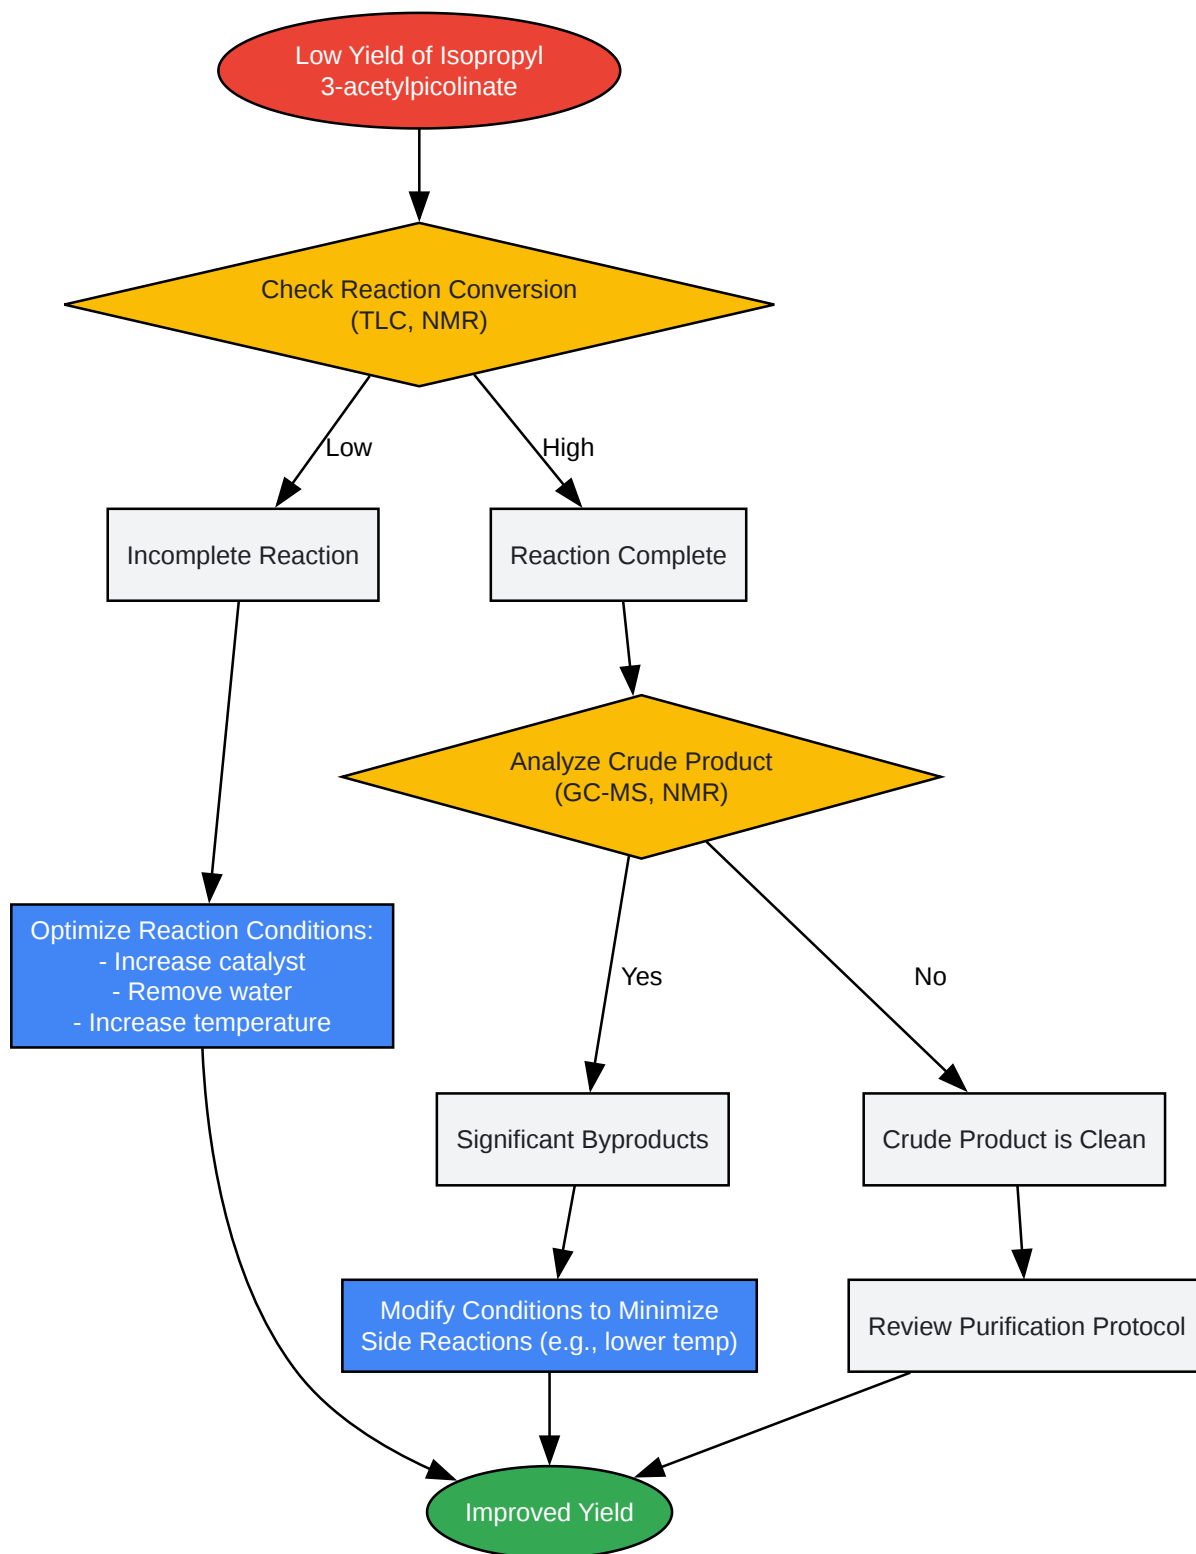 Low Yield of Isopropyl
3-acetylpicolinate
Check Reaction Conversion
(TLC, NMR)
Low
High
Incomplete Reaction
Reaction Complete
Analyze Crude Product
(GC-MS, NMR)
Optimize Reaction Conditions:
- Increase catalyst
- Remove water
- Increase temperature
Yes
No
Significant Byproducts
Crude Product is Clean
Modify Conditions to Minimize
Side Reactions (e.g., lower temp)
Review Purification Protocol
Improved Yield